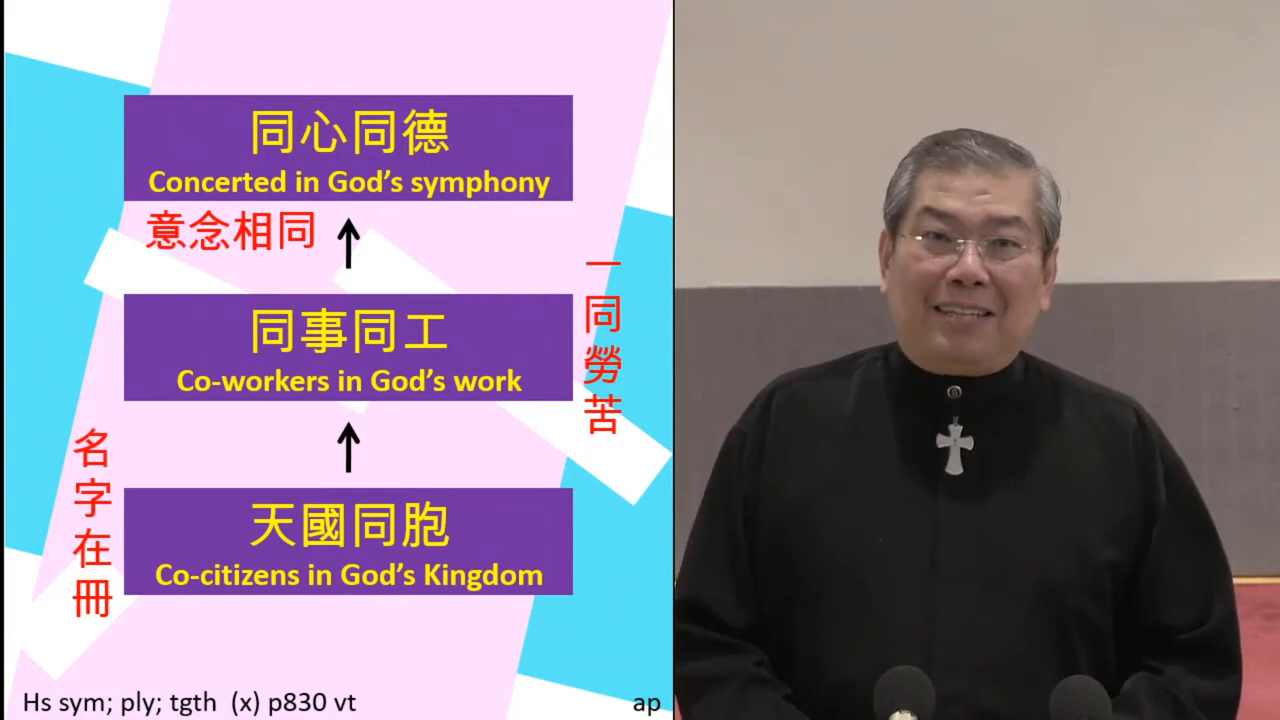 同心同德
Concerted in God's symphony
意念相同
一同勞苦
同事同工
Co-workers in God's work
名字在冊
天國同胞
Co-citizens in God's Kingdom
Hs sym; ply; tgth (x) p830 vt
ap